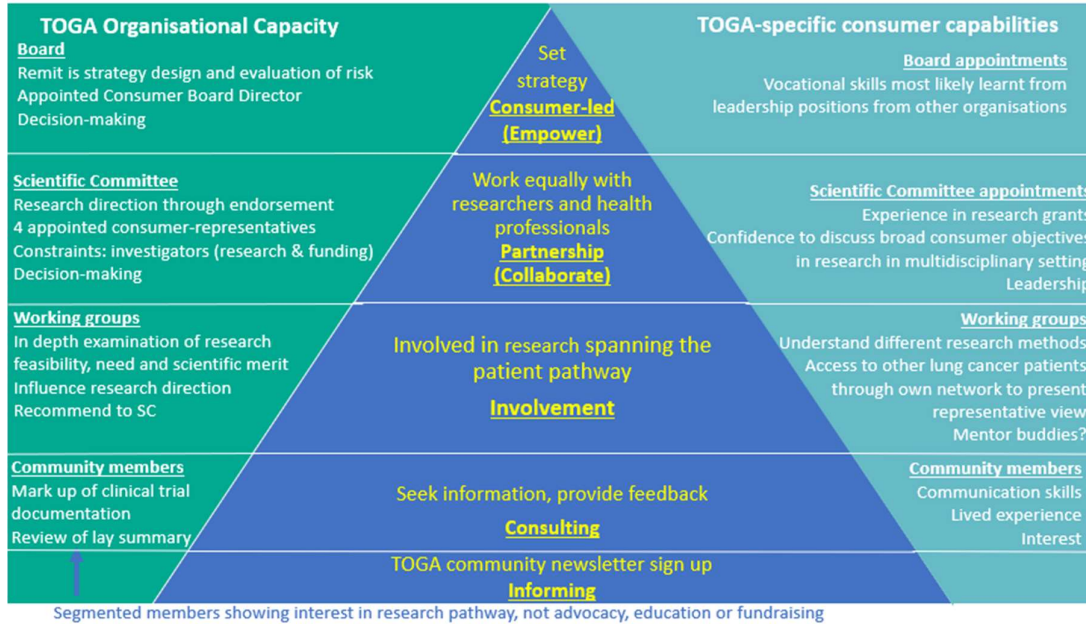 TOGA Organisational Capacity
Board
Remit is strategy design and evaluation of risk
Appointed Consumer Board Director
Decision-making
Scientific Committee
Research direction through endorsement
4 appointed consumer-representatives
Constraints: investigators (research & funding)
Decision-making
Working groups
In depth examination of research
feasibility, need and scientific merit
Influence research direction
Recommend to SC
Community members
Mark up of clinical trial
documentation
Review of lay summary
Set
strategy
Consumer-led
(Empower)
Work equally with
researchers and health
professionals
Partnership
(Collaborate)
Involved in research spanning the
patient pathway
Involvement
Seek information, provide feedback
Consulting
TOGA community newsletter sign up
Informing
TOGA-specific consumer capabilities
Board appointments
Vocational skills most likely learnt from
leadership positions from other organisations
Scientific Committee appointments
Experience in research grants
Confidence to discuss broad consumer objectives
in research in multidisciplinary setting
Leadership
Working groups
Understand different research methods
Access to other lung cancer patients
through own network to present
representative view
Mentor buddies?
Community members
Communication skills
Lived experience
Interest
Segmented members showing interest in research pathway, not advocacy, education or fundraising